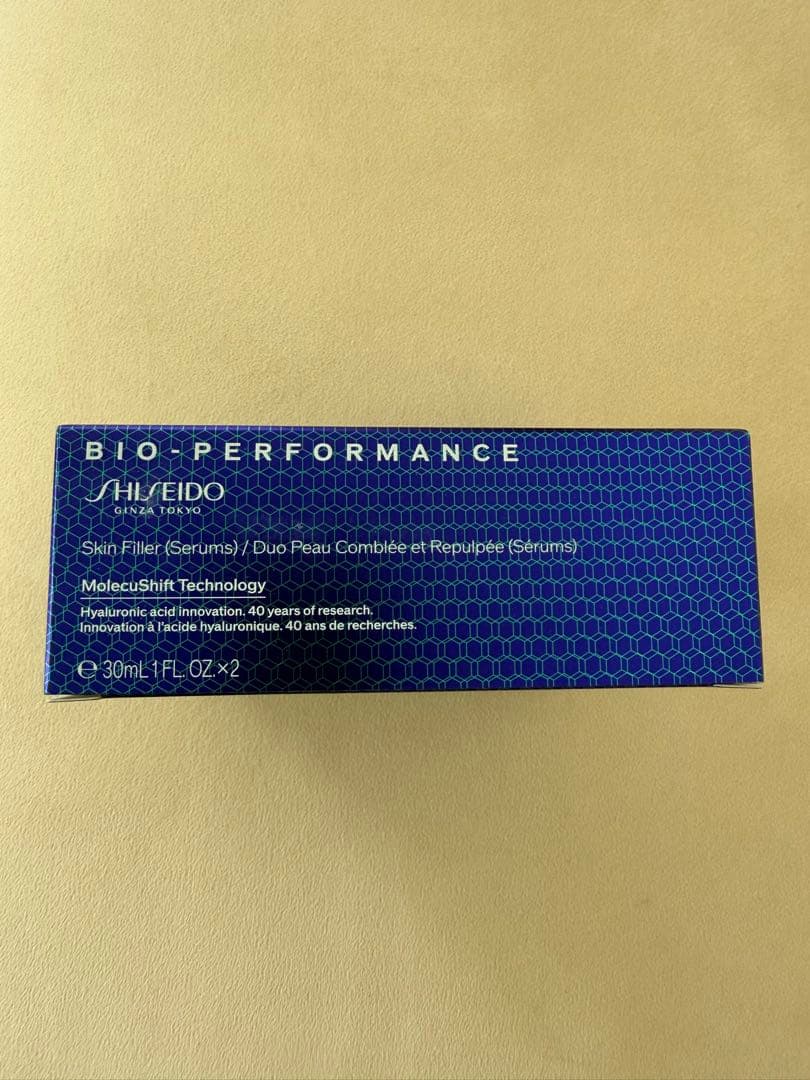 BIO-PERFORMANCE
SHISEIDO
GINZA TOKYO
Skin Filler (Serums) / Duo Peau Comblée et Repulpée (Sérums)
MolecuShift Technology
Hyaluronic acid innovation. 40 years of research.
Innovation à l'acide hyaluronique. 40 ans de recherches.
℮ 30mL 1 FL. OZ.×2